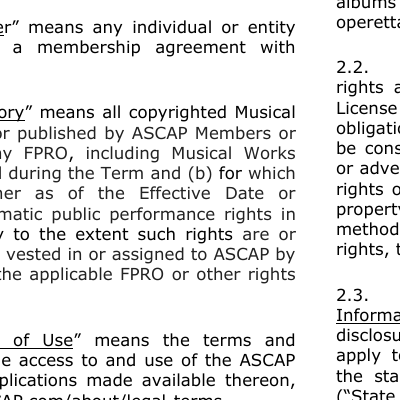 er” means any individual or entity
a membership agreement with
ory” means all copyrighted Musical
or published by ASCAP Members or
ny FPRO, including Musical Works
d during the Term and (b) for which
her as of the Effective Date or
matic public performance rights in
y to the extent such rights are or
vested in or assigned to ASCAP by
the applicable FPRO or other rights
of Use” means the terms and
e access to and use of the ASCAP
plications made available thereon,
albums
operetta
2.2.
rights a
License
obligati
be cons
or adve
rights o
property
method
rights, t
2.3.
Informa
disclosu
apply to
the sta
(“State